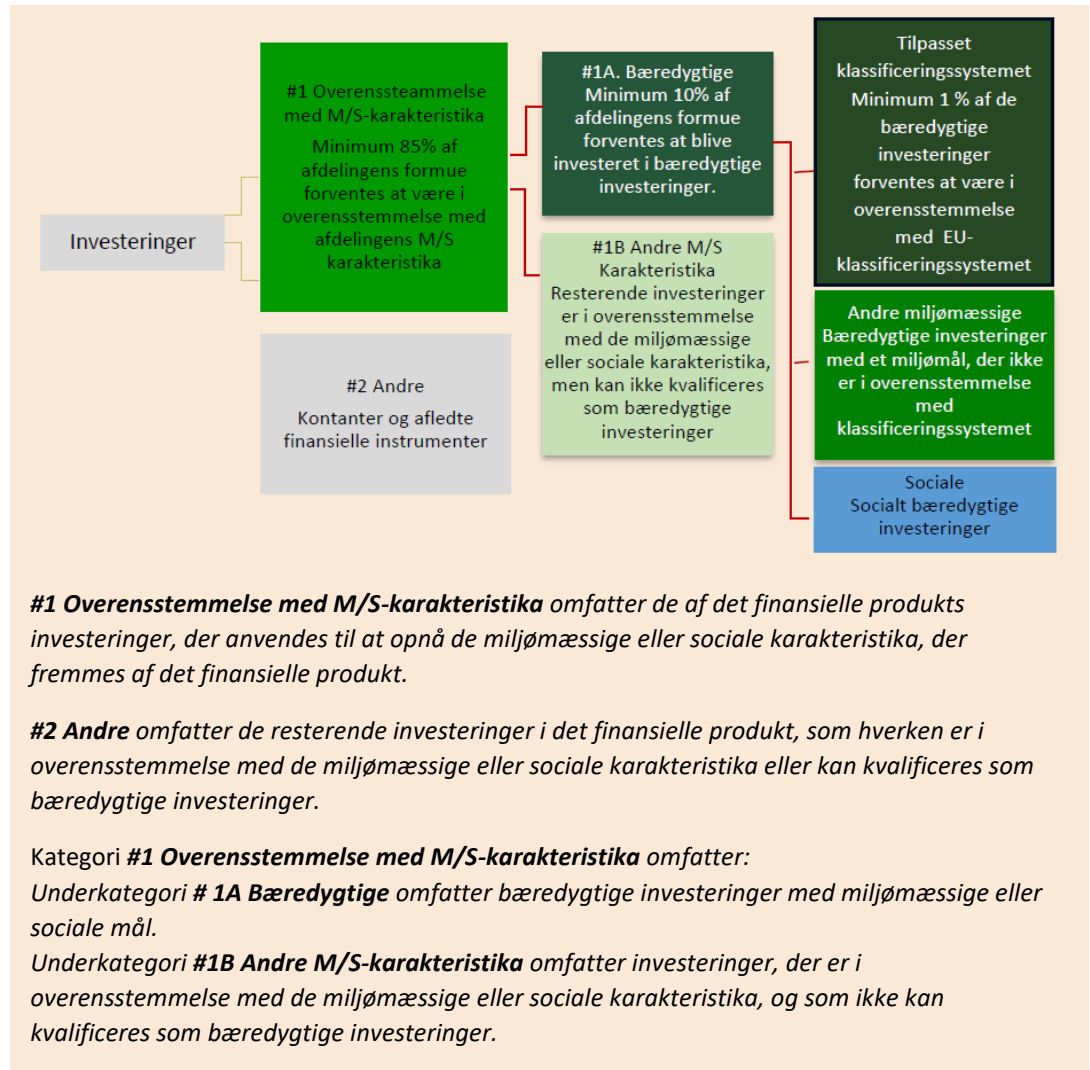 Investeringer
#1 Overenssteammelse
med M/S-karakteristika
Minimum 85% af
afdelingens formue
forventes at være i
overensstemmelse med
afdelingens M/S
karakteristika
#2 Andre
Kontanter og afledte
finansielle instrumenter
#1A. Bæredygtige
Minimum 10% af
afdelingens formue
forventes at blive
investeret i bæredygtige
investeringer.
#1B Andre M/S
Karakteristika
Resterende investeringer
er i overensstemmelse
med de miljømæssige
eller sociale karakteristika,
men kan ikke kvalificeres
som bæredygtige
investeringer
Tilpasset
klassificeringssystemet
Minimum 1 % af de
bæredygtige
investeringer
forventes at være i
overensstemmelse
med EU-
klassificeringssystemet
Andre miljømæssige
Bæredygtige investeringer
med et miljømål, der ikke
er i overensstemmelse
med
klassificeringssystemet
Sociale
Socialt bæredygtige
investeringer
#1 Overensstemmelse med M/S-karakteristika omfatter de af det finansielle produkts
investeringer, der anvendes til at opnå de miljømæssige eller sociale karakteristika, der
fremmes af det finansielle produkt.
#2 Andre omfatter de resterende investeringer i det finansielle produkt, som hverken er i
overensstemmelse med de miljømæssige eller sociale karakteristika eller kan kvalificeres som
bæredygtige investeringer.
Kategori #1 Overensstemmelse med M/S-karakteristika omfatter:
Underkategori # 1A Bæredygtige omfatter bæredygtige investeringer med miljømæssige eller
sociale mål.
Underkategori #1B Andre M/S-karakteristika omfatter investeringer, der er i
overensstemmelse med de miljømæssige eller sociale karakteristika, og som ikke kan
kvalificeres som bæredygtige investeringer.